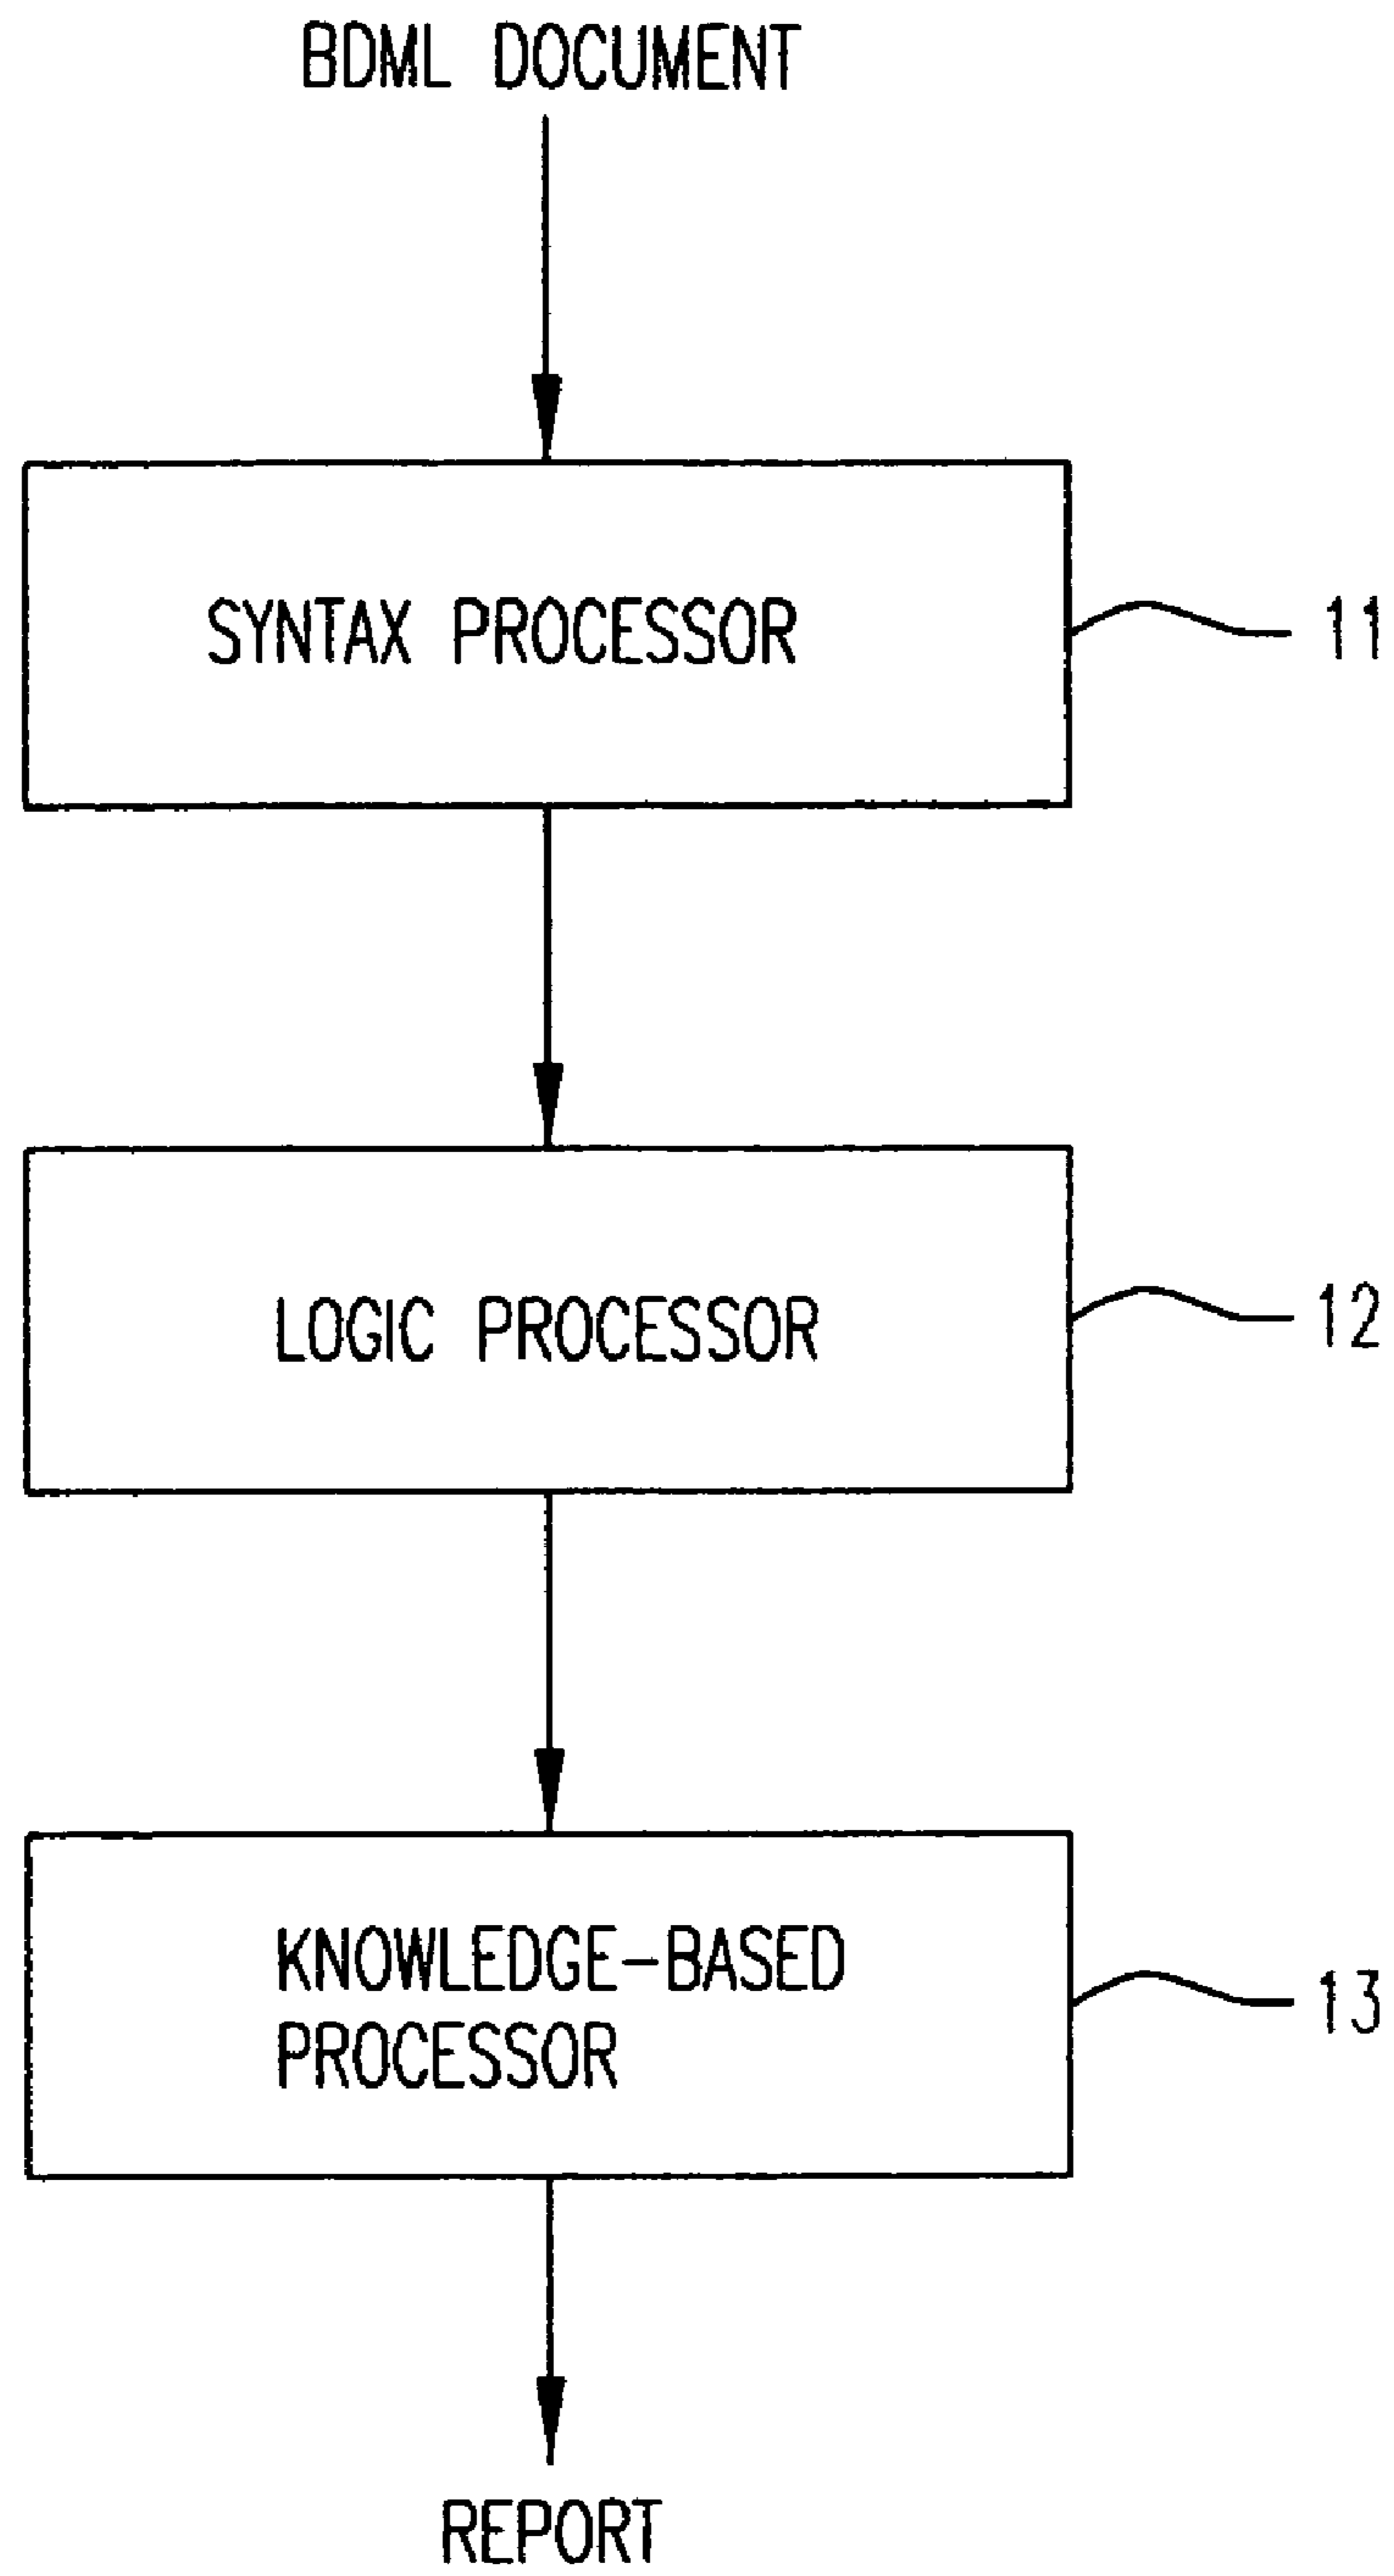 BDML DOCUMENT
SYNTAX PROCESSOR
11
LOGIC PROCESSOR
12
KNOWLEDGE-BASED
PROCESSOR
13
REPORT